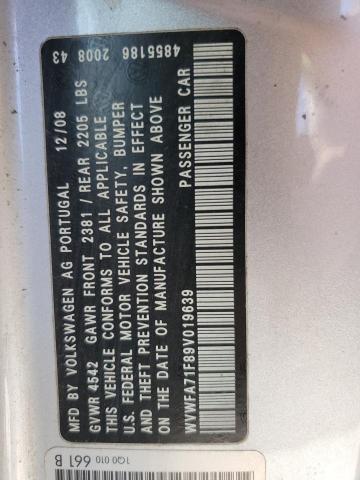 MFD BY VOLKSWAGEN AG PORTUGAL 12/08 2008 43 4855186
GVWR 4542 GAWR FRONT 2381 / REAR 2205 LBS
THIS VEHICLE CONFORMS TO ALL APPLICABLE
U.S. FEDERAL MOTOR VEHICLE SAFETY, BUMPER
AND THEFT PREVENTION STANDARDS IN EFFECT
ON THE DATE OF MANUFACTURE SHOWN ABOVE
WVWFA71F89V019639 PASSENGER CAR
1Q0 010 661 B